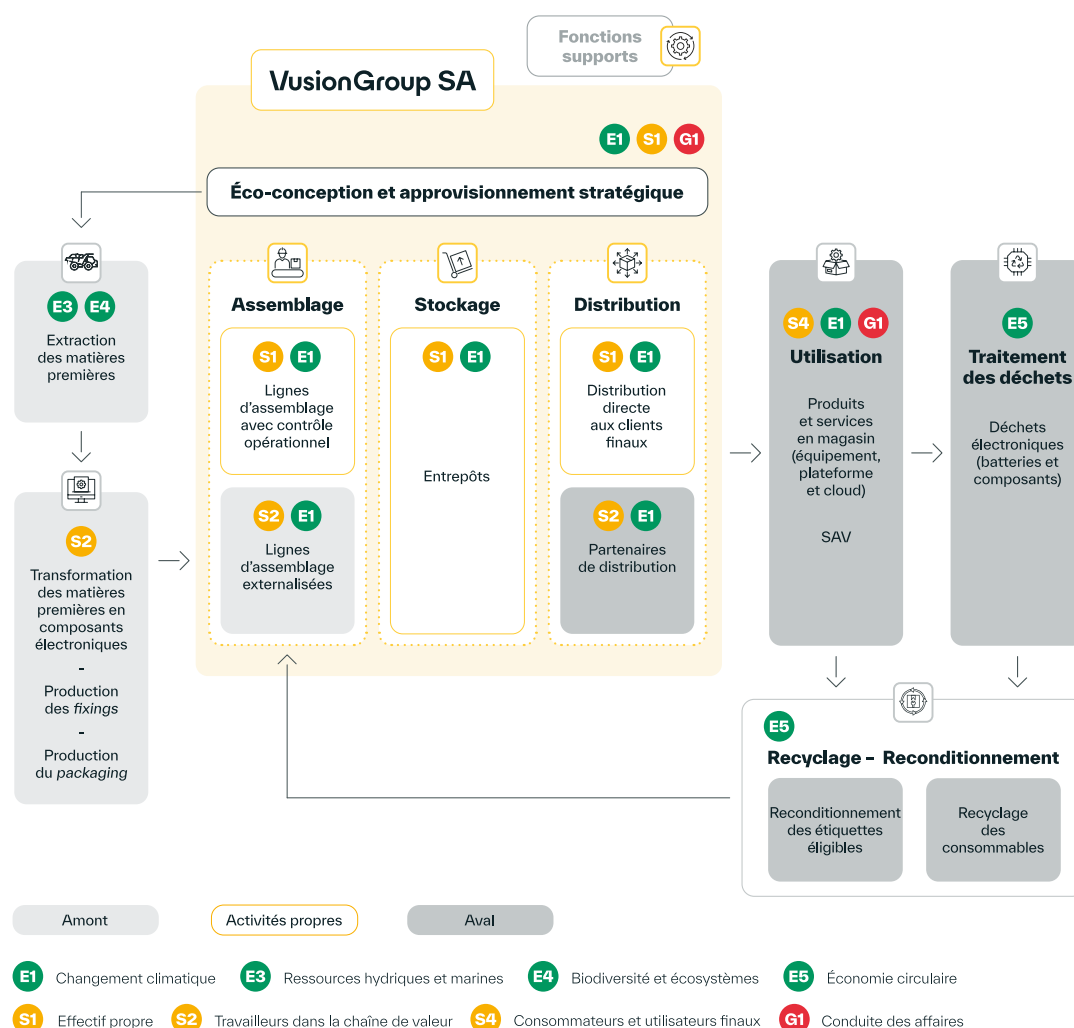 Fonctions
supports
VusionGroup SA
E1 S1 G1
Éco-conception et approvisionnement stratégique
E3 E4
Extraction
des matières
premières
S2
Transformation
des matières
premières en
composants
électroniques
-
Production
des fixings
-
Production
du packaging
Assemblage
S1 E1
Lignes
d'assemblage
avec contrôle
opérationnel
S2 E1
Lignes
d'assemblage
externalisées
Stockage
S1 E1
Entrepôts
Distribution
S1 E1
Distribution
directe
aux clients
finaux
S2 E1
Partenaires
de distribution
S4 E1 G1
Utilisation
Produits
et services
en magasin
(équipement,
plateforme
et cloud)
SAV
E5
Traitement
des déchets
Déchets
électroniques
(batteries et
composants)
E5
Recyclage – Reconditionnement
Reconditionnement
des étiquettes
éligibles
Recyclage
des
consommables
Amont Activités propres Aval
E1 Changement climatique E3 Ressources hydriques et marines E4 Biodiversité et écosystèmes E5 Économie circulaire
S1 Effectif propre S2 Travailleurs dans la chaîne de valeur S4 Consommateurs et utilisateurs finaux G1 Conduite des affaires